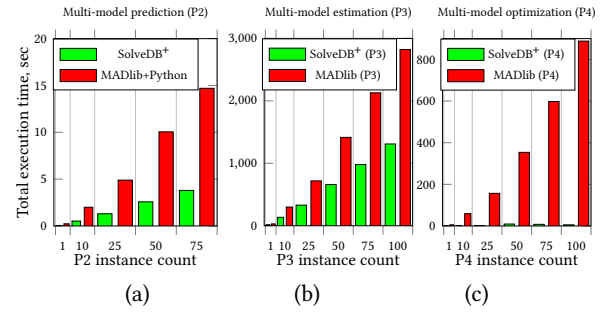 Multi-model prediction (P2)
Total execution time, sec
20
15
10
5
0
SolveDB+
MADlib+Python
1 10 25 50 75
P2 instance count
(a)
Multi-model estimation (P3)
3,000
2,000
1,000
0
SolveDB+ (P3)
MADlib (P3)
1 10 25 50 75 100
P3 instance count
(b)
Multi-model optimization (P4)
800
600
400
200
0
SolveDB+ (P4)
MADlib (P4)
1 10 25 50 75 100
P4 instance count
(c)